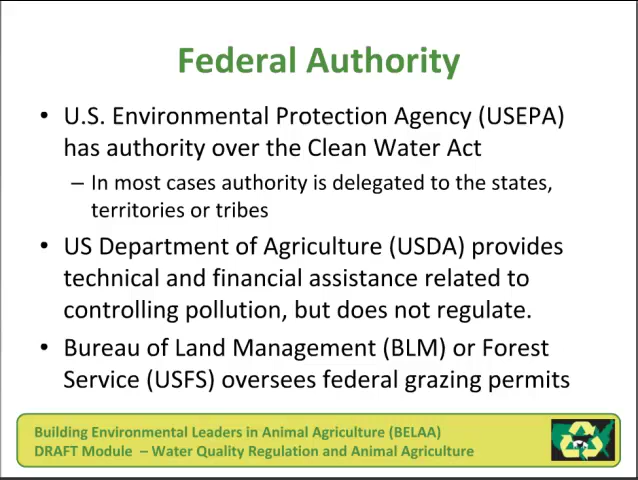 Federal Authority
• U.S. Environmental Protection Agency (USEPA)
has authority over the Clean Water Act
– In most cases authority is delegated to the states,
territories or tribes
• US Department of Agriculture (USDA) provides
technical and financial assistance related to
controlling pollution, but does not regulate.
• Bureau of Land Management (BLM) or Forest
Service (USFS) oversees federal grazing permits
Building Environmental Leaders in Animal Agriculture (BELAA)
DRAFT Module – Water Quality Regulation and Animal Agriculture